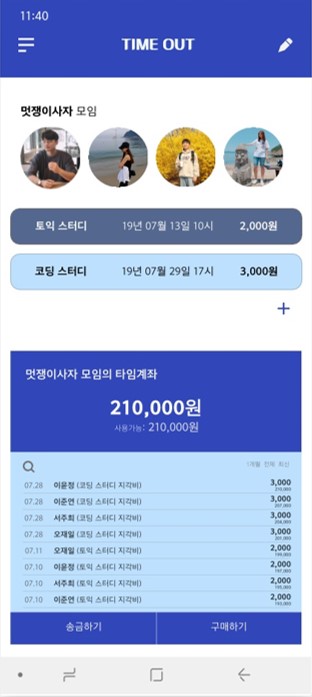 11:40
TIME OUT
멋쟁이사자 모임
토익 스터디 19년 07월 13일 10시 2,000원
코딩 스터디 19년 07월 29일 17시 3,000원
+
멋쟁이사자 모임의 타임계좌
210,000원
사용가능: 210,000원
1개월 전체 최신
07.28 이윤정 (코딩 스터디 지각비) 3,000
210,000
07.28 이준연 (코딩 스터디 지각비) 3,000
207,000
07.28 서주희 (코딩 스터디 지각비) 3,000
204,000
07.28 오재일 (코딩 스터디 지각비) 3,000
201,000
07.11 오재일 (토익 스터디 지각비) 2,000
07.10 이윤정 (토익 스터디 지각비) 2,000
07.10 서주희 (토익 스터디 지각비) 2,000
07.10 이준연 (토익 스터디 지각비) 2,000
송금하기 구매하기